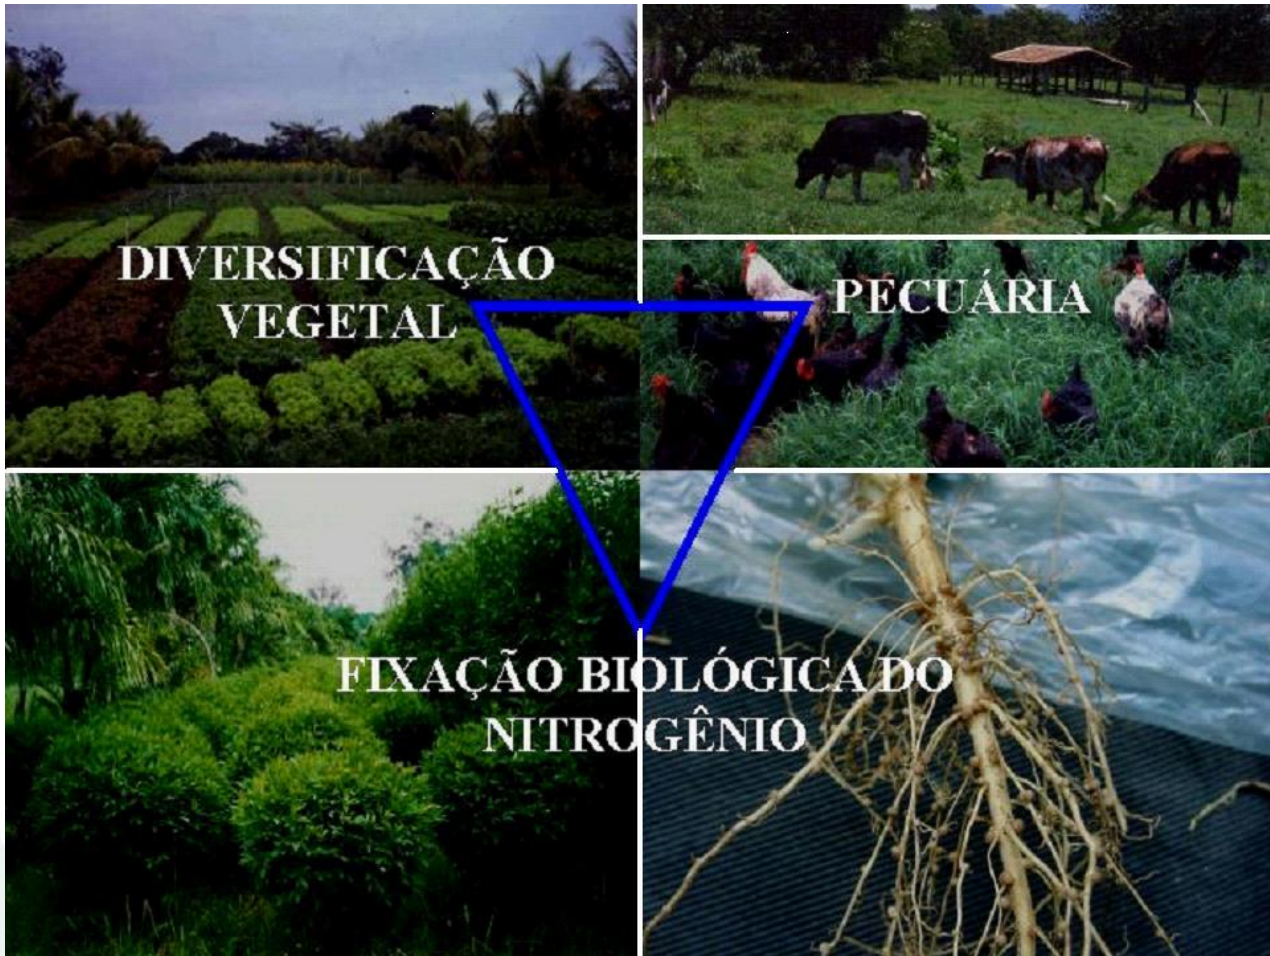 DIVERSIFICAÇÃO
VEGETAL
PECUÁRIA
FIXAÇÃO BIOLÓGICA DO
NITROGÊNIO